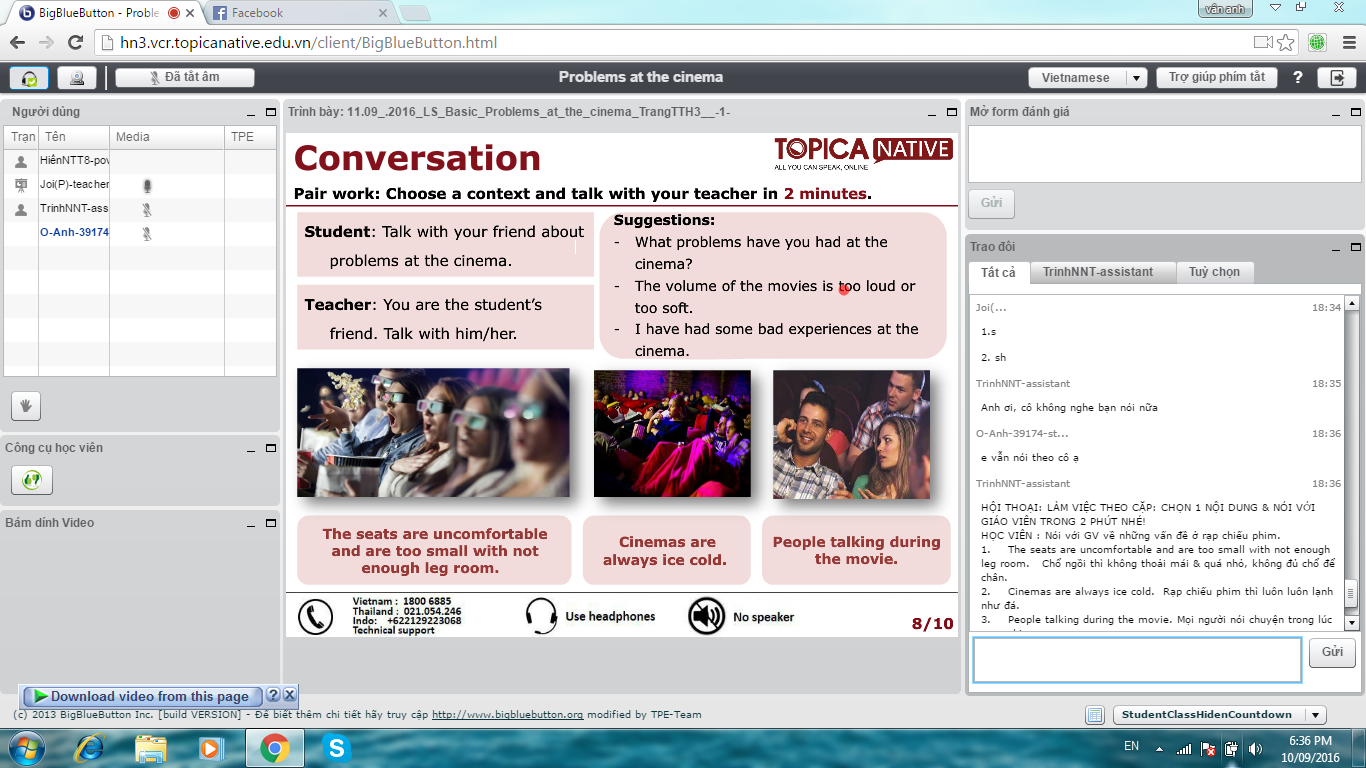 BigBlueButton - Proble
Facebook
vân anh
hn3.vcr.topicanative.edu.vn/client/BigBlueButton.html
Đã tắt âm
Problems at the cinema
Vietnamese
Trợ giúp phím tắt
?
Người dùng
Trạn Tên Media TPE
HiềnNTT8-pov
Joi(P)-teacher
TrinhNNT-ass
O-Anh-39174
Công cụ học viên
Bám dính Video
Trình bày: 11.09_.2016_LS_Basic_Problems_at_the_cinema_TrangTTH3__-1-
Conversation
TOPICA NATIVE
ALL YOU CAN SPEAK, ONLINE
Pair work: Choose a context and talk with your teacher in 2 minutes.
Student: Talk with your friend about
problems at the cinema.
Teacher: You are the student's
friend. Talk with him/her.
Suggestions:
- What problems have you had at the
cinema?
- The volume of the movies is too loud or
too soft.
- I have had some bad experiences at the
cinema.
The seats are uncomfortable
and are too small with not
enough leg room.
Cinemas are
always ice cold.
People talking during
the movie.
Vietnam : 1800 6885
Thailand : 021.054.246
Indo: +622129223068
Technical support
Use headphones
No speaker
8/10
Mở form đánh giá
Gửi
Trao đổi
Tất cả
TrinhNNT-assistant
Tuỳ chọn
Joi(... 18:34
1.s
2. sh
TrinhNNT-assistant 18:35
Anh ơi, cô không nghe bạn nói nữa
O-Anh-39174-st... 18:36
e vẫn nói theo cô ạ
TrinhNNT-assistant 18:36
HỘI THOẠI: LÀM VIỆC THEO CẶP: CHỌN 1 NỘI DUNG & NÓI VỚI
GIÁO VIÊN TRONG 2 PHÚT NHÉ!
HỌC VIÊN : Nói với GV về những vấn đề ở rạp chiếu phim.
1. The seats are uncomfortable and are too small with not enough
leg room. Chỗ ngồi thì không thoải mái & quá nhỏ, không đủ chỗ để
chân.
2. Cinemas are always ice cold. Rạp chiếu phim thì luôn luôn lạnh
như đá.
3. People talking during the movie. Mọi người nói chuyện trong lúc
Gửi
Download video from this page
?
(c) 2013 BigBlueButton Inc. [build VERSION] - Để biết thêm chi tiết hãy truy cập http://www.bigbluebutton.org modified by TPE-Team
StudentClassHidenCountdown
EN
6:36 PM
10/09/2016